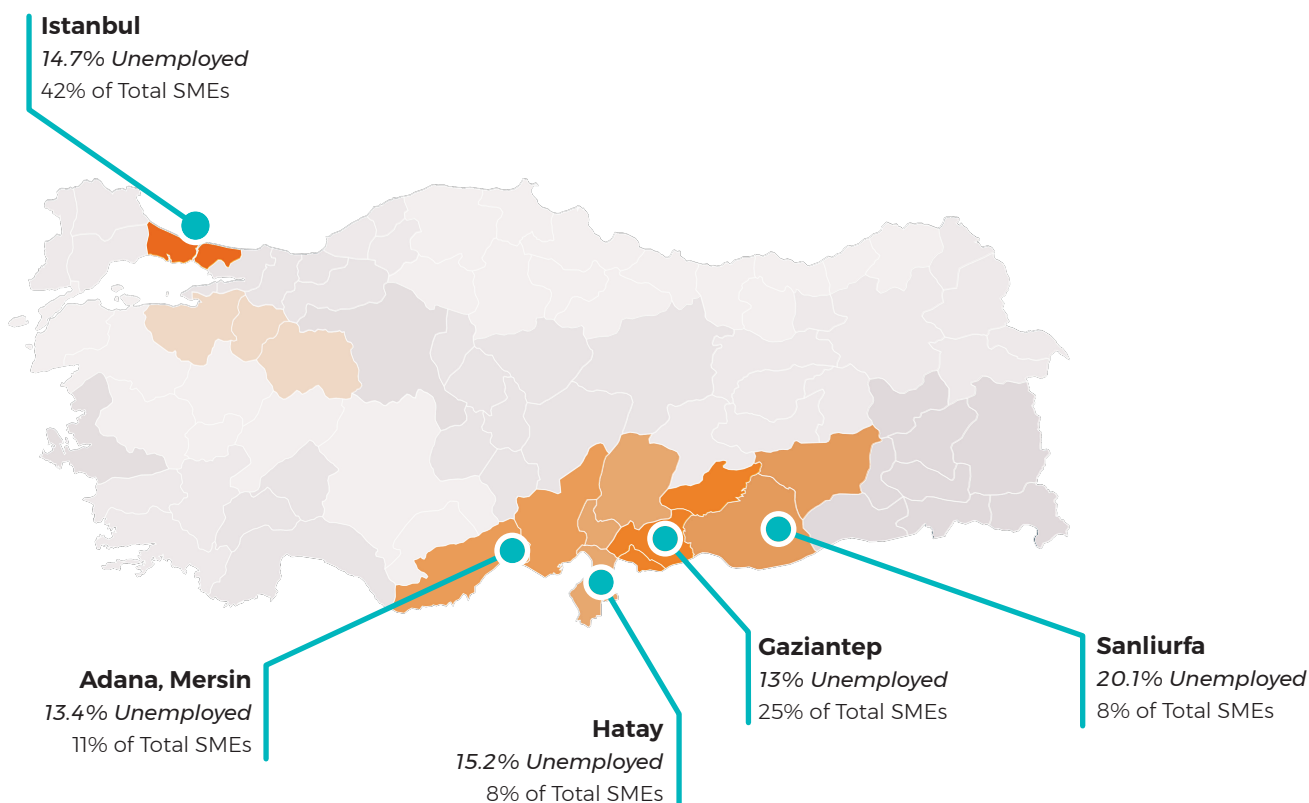 Istanbul
14.7% Unemployed
42% of Total SMEs
Adana, Mersin
13.4% Unemployed
11% of Total SMEs
Hatay
15.2% Unemployed
8% of Total SMEs
Gaziantep
13% Unemployed
25% of Total SMEs
Sanliurfa
20.1% Unemployed
8% of Total SMEs